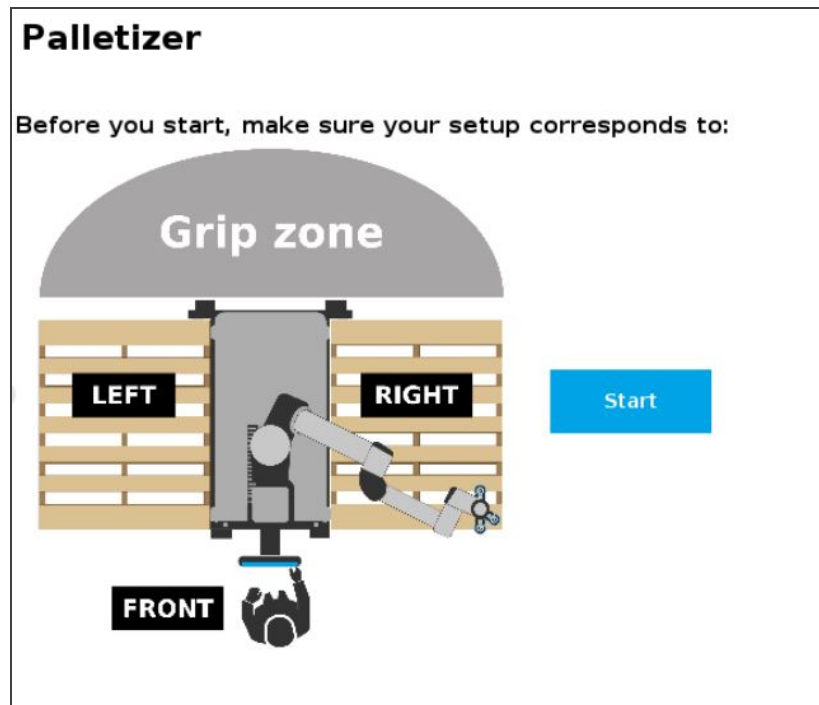 Palletizer
Before you start, make sure your setup corresponds to:
Grip zone
LEFT
RIGHT
Start
FRONT